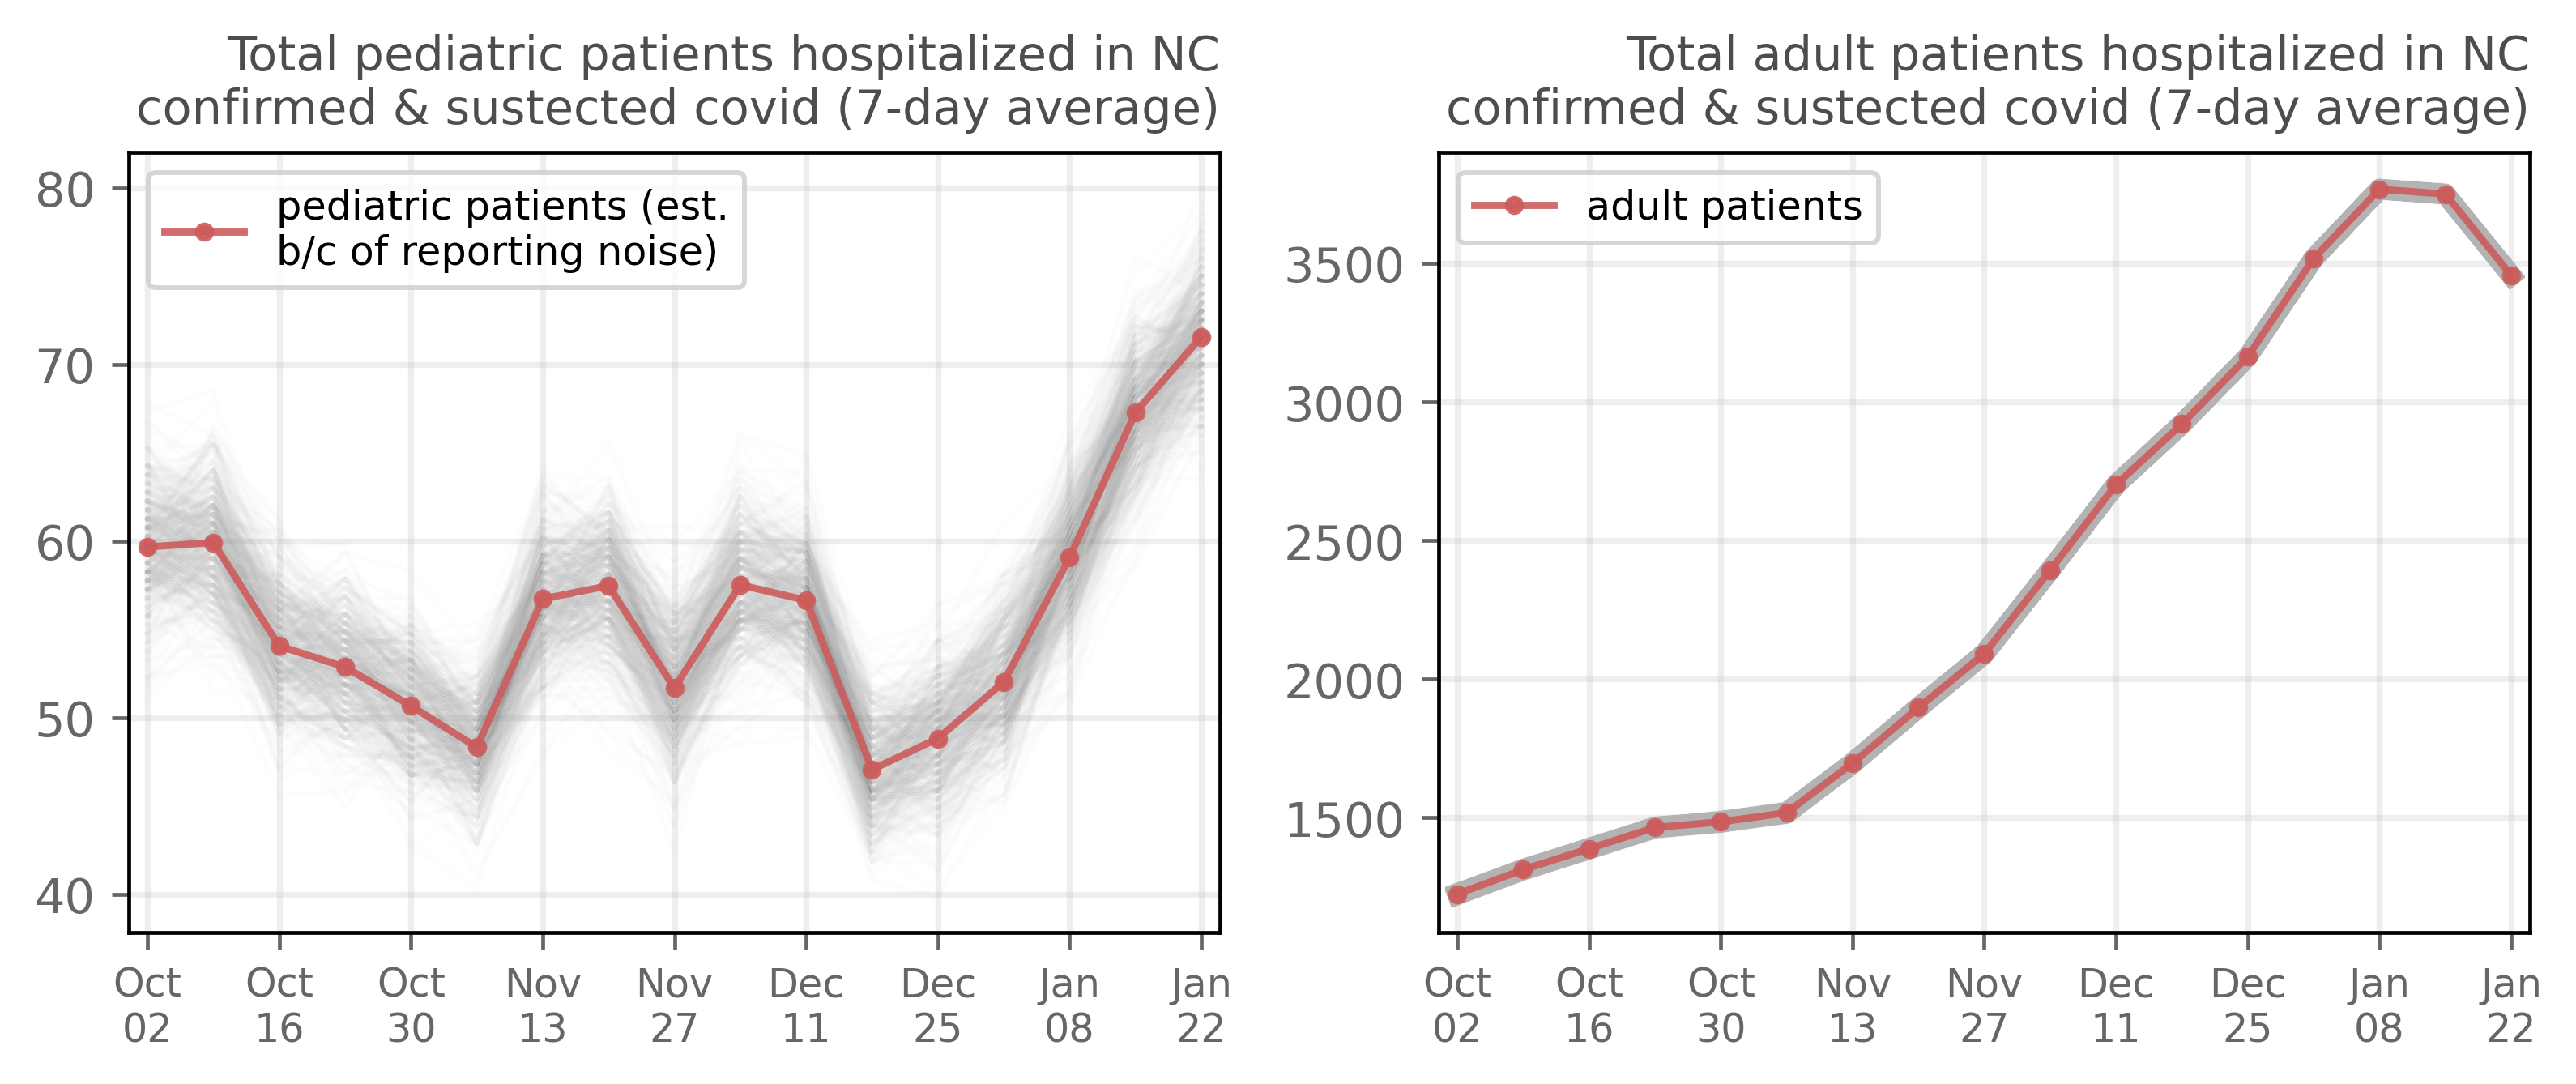 Total pediatric patients hospitalized in NC
confirmed & sustected covid (7-day average)
pediatric patients (est.
b/c of reporting noise)
80
70
60
50
40
Oct Oct Oct Nov Nov Dec Dec Jan Jan
02 16 30 13 27 11 25 08 22
Total adult patients hospitalized in NC
confirmed & sustected covid (7-day average)
adult patients
3500
3000
2500
2000
1500
Oct Oct Oct Nov Nov Dec Dec Jan Jan
02 16 30 13 27 11 25 08 22